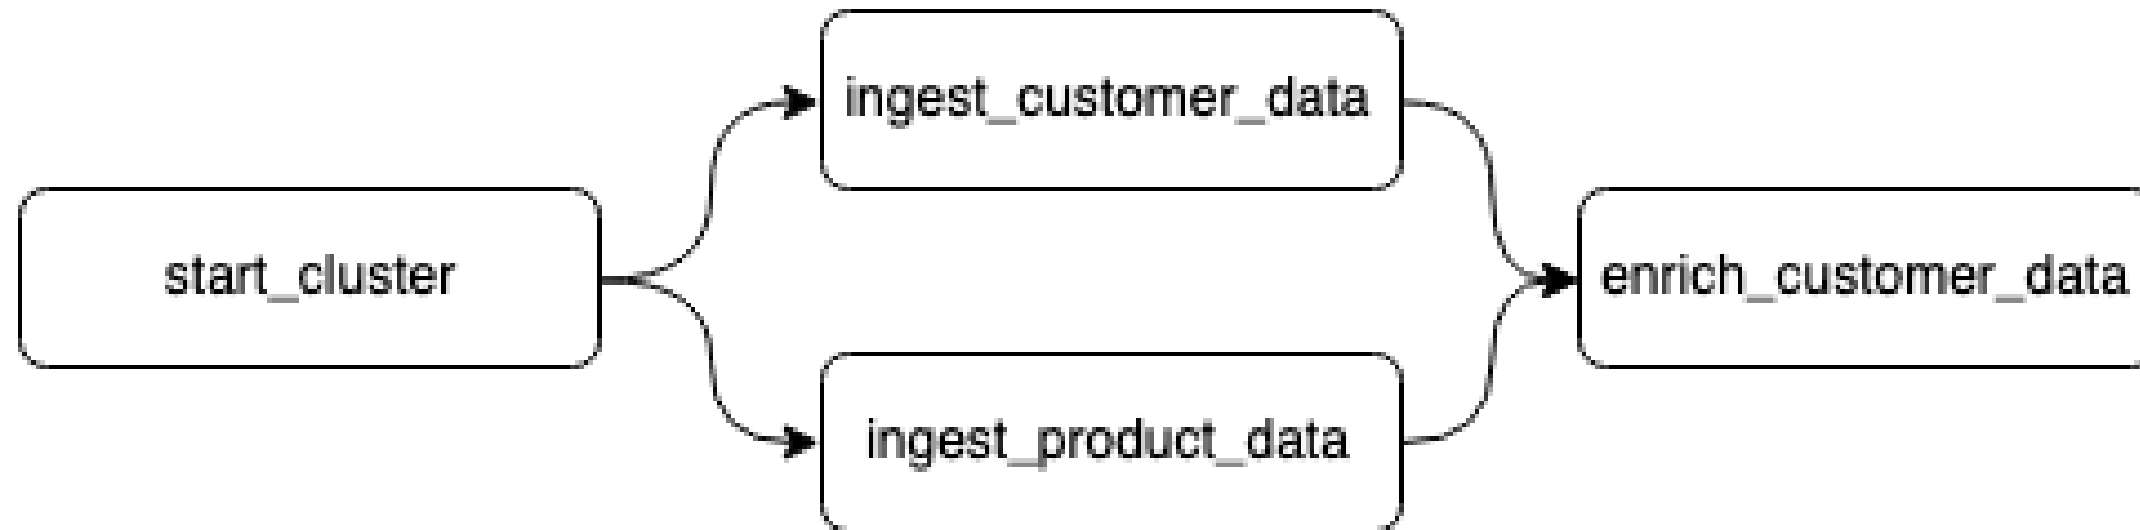 start_cluster
ingest_customer_data
ingest_product_data
enrich_customer_data